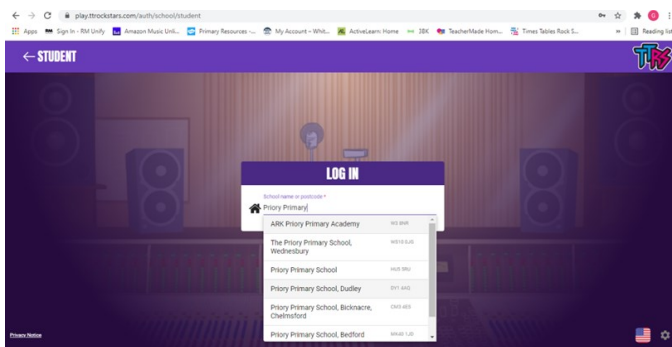 play.ttrockstars.com/auth/school/student
Apps Sign In - RM Unify Amazon Music Unli... Primary Resources -... My Account – Whit... ActiveLearn: Home IBK TeacherMade Hom... Times Tables Rock S... » Reading list
← STUDENT
TTRS
LOG IN
School name or postcode *
Priory Primary
ARK Priory Primary Academy
The Priory Primary School,
Wednesbury
Priory Primary School
Priory Primary School, Dudley
Priory Primary School, Bicknacre,
Chelmsford
Priory Primary School, Bedford
Privacy Notice